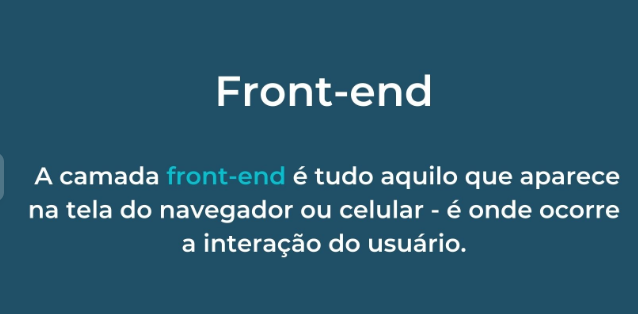 Front-end
A camada front-end é tudo aquilo que aparece
na tela do navegador ou celular - é onde ocorre
a interação do usuário.